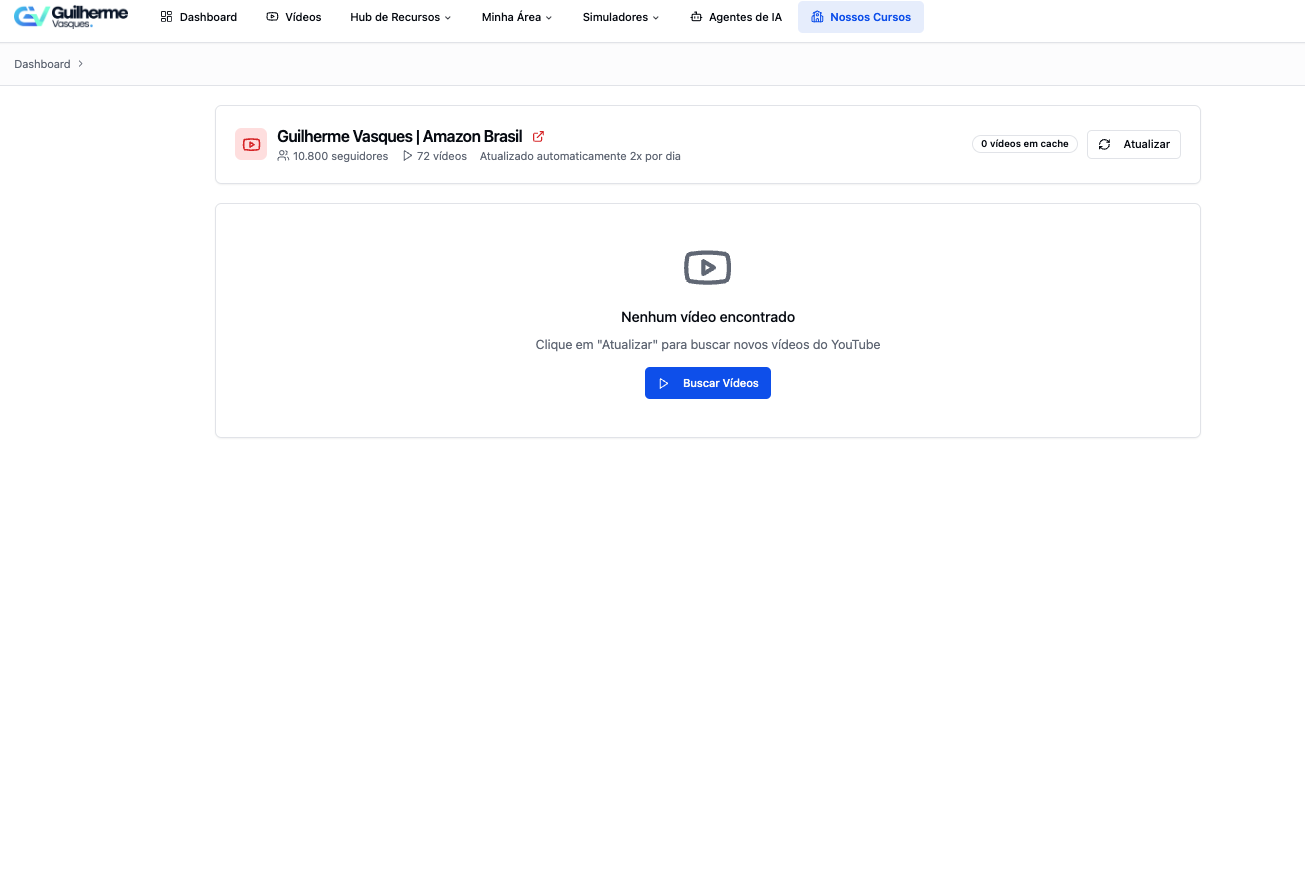 Guilherme
Vasques.
Dashboard
Vídeos
Hub de Recursos
Minha Área
Simuladores
Agentes de IA
Nossos Cursos
Dashboard
Guilherme Vasques | Amazon Brasil
10.800 seguidores
72 vídeos
Atualizado automaticamente 2x por dia
0 vídeos em cache
Atualizar
Nenhum vídeo encontrado
Clique em "Atualizar" para buscar novos vídeos do YouTube
Buscar Vídeos